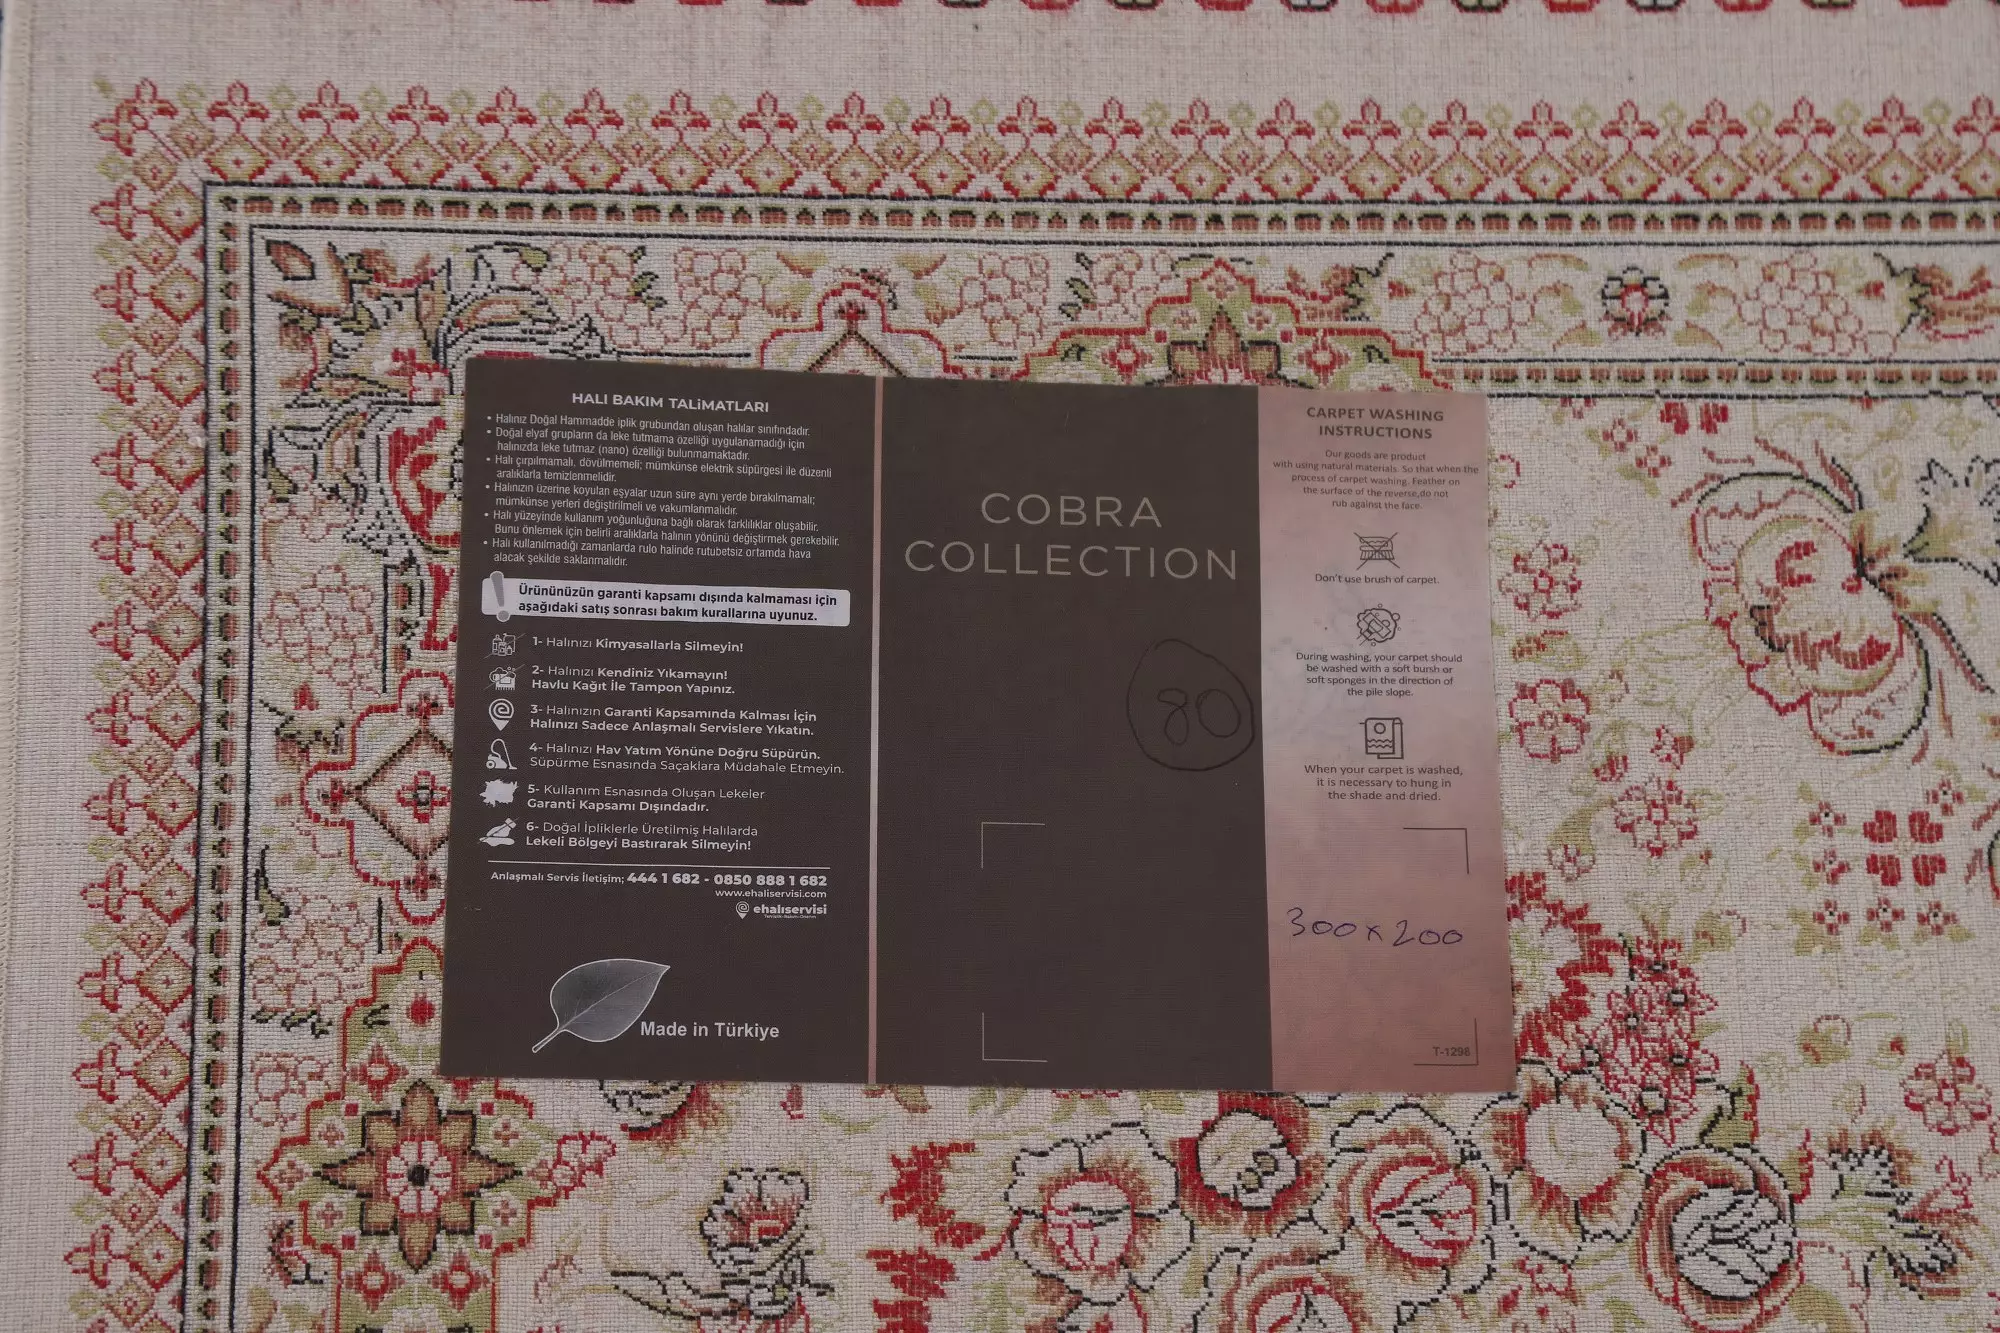 HALI BAKIM TALİMATLARI
• Halınız Doğal Hammadde iplik grubundan oluşan halılar sınıfındadır.
• Doğal elyaf grupların da leke tutmama özelliği uygulanamadığı için
halınızda leke tutmaz (nano) özelliği bulunmamaktadır.
• Halı çırpılmamalı, dövülmemeli; mümkünse elektrik süpürgesi ile düzenli
aralıklarla temizlenmelidir.
• Halınızın üzerine koyulan eşyalar uzun süre aynı yerde bırakılmamalı;
mümkünse yerleri değiştirilmeli ve vakumlanmalıdır.
• Halı yüzeyinde kullanım yoğunluğuna bağlı olarak farklılıklar oluşabilir.
Bunu önlemek için belirli aralıklarla halının yönünü değiştirmek gerekebilir.
• Halı kullanılmadığı zamanlarda rulo halinde rutubetsiz ortamda hava
alacak şekilde saklanmalıdır.
! Ürününüzün garanti kapsamı dışında kalmaması için
aşağıdaki satış sonrası bakım kurallarına uyunuz.
1- Halınızı Kimyasallarla Silmeyin!
2- Halınızı Kendiniz Yıkamayın!
Havlu Kağıt İle Tampon Yapınız.
3- Halınızın Garanti Kapsamında Kalması İçin
Halınızı Sadece Anlaşmalı Servislere Yıkatın.
4- Halınızı Hav Yatım Yönüne Doğru Süpürün.
Süpürme Esnasında Saçaklara Müdahale Etmeyin.
5- Kullanım Esnasında Oluşan Lekeler
Garanti Kapsamı Dışındadır.
6- Doğal İpliklerle Üretilmiş Halılarda
Lekeli Bölgeyi Bastırarak Silmeyin!
Anlaşmalı Servis İletişim; 444 1 682 - 0850 888 1 682
www.ehaliservisi.com
ehalıservisi
Made in Türkiye
COBRA
COLLECTION
80
CARPET WASHING
INSTRUCTIONS
Our goods are product
with using natural materials. So that when the
process of carpet washing. Feather on
the surface of the reverse,do not
rub against the face.
Don't use brush of carpet.
During washing, your carpet should
be washed with a soft bursh or
soft sponges in the direction of
the pile slope.
When your carpet is washed,
it is necessary to hung in
the shade and dried.
300x200
T-1298